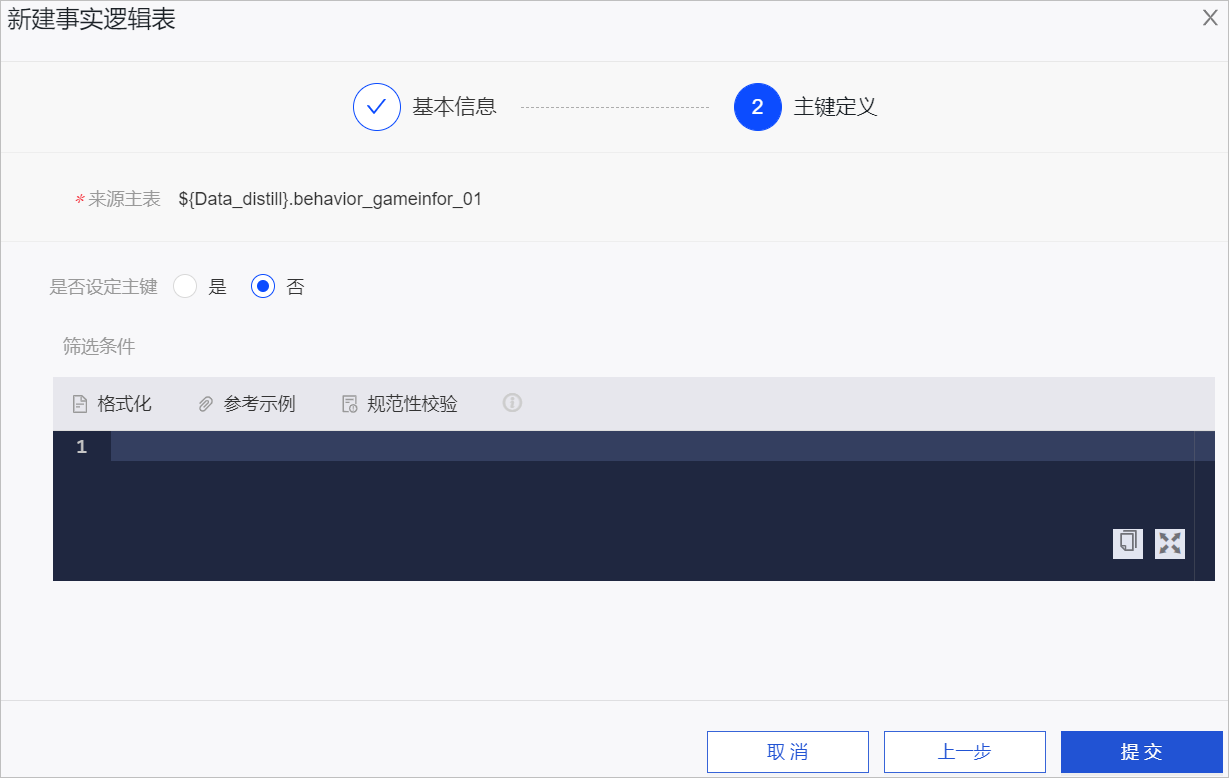 新建事实逻辑表
基本信息
2 主键定义
* 来源主表 ${Data_distill}.behavior_gameinfor_01
是否设定主键 是 否
筛选条件
格式化 参考示例 规范性校验
1
取消 上一步 提交